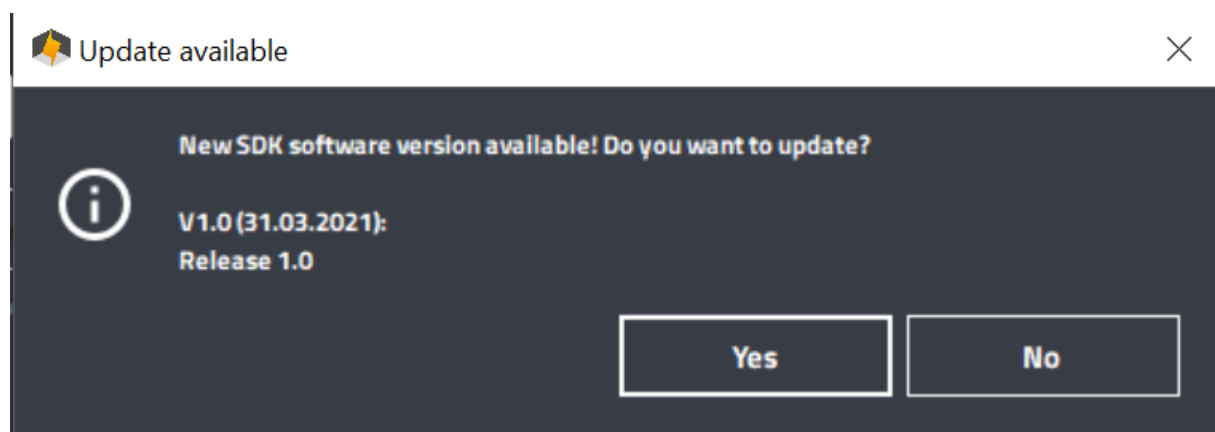 Update available
New SDK software version available! Do you want to update?
V1.0 (31.03.2021):
Release 1.0
Yes
No